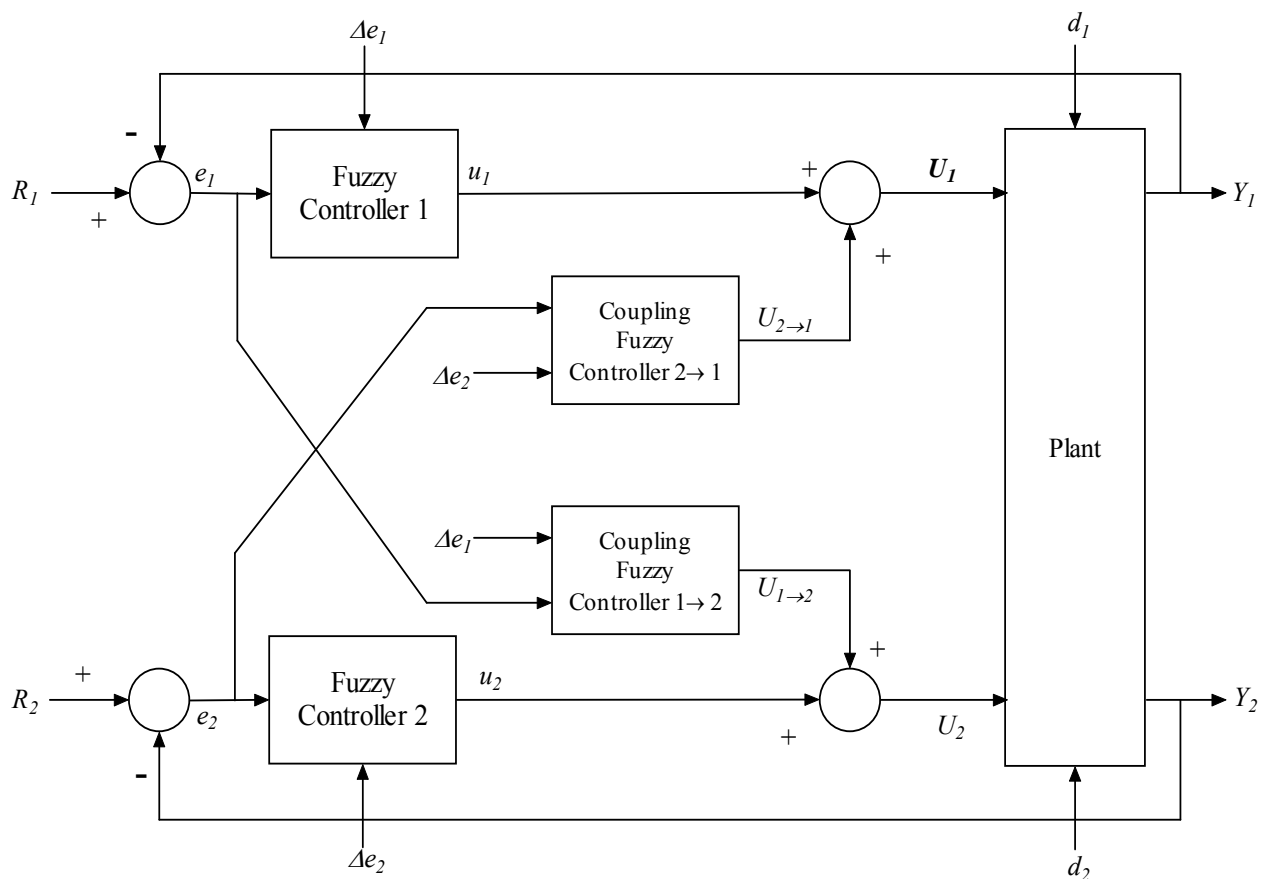 Δe₁
d₁
-
R₁
+
e₁
Fuzzy
Controller 1
u₁
+
U₁
Y₁
+
Coupling
Fuzzy
Controller 2→1
Δe₂
U₂→₁
Plant
Δe₁
Coupling
Fuzzy
Controller 1→2
U₁→₂
+
R₂
+
e₂
Fuzzy
Controller 2
u₂
+
U₂
Y₂
-
Δe₂
d₂